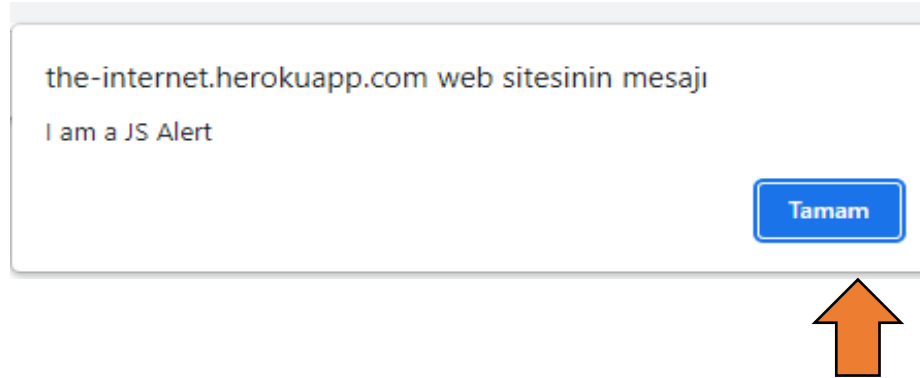 the-internet.herokuapp.com web sitesinin mesajı
I am a JS Alert
Tamam